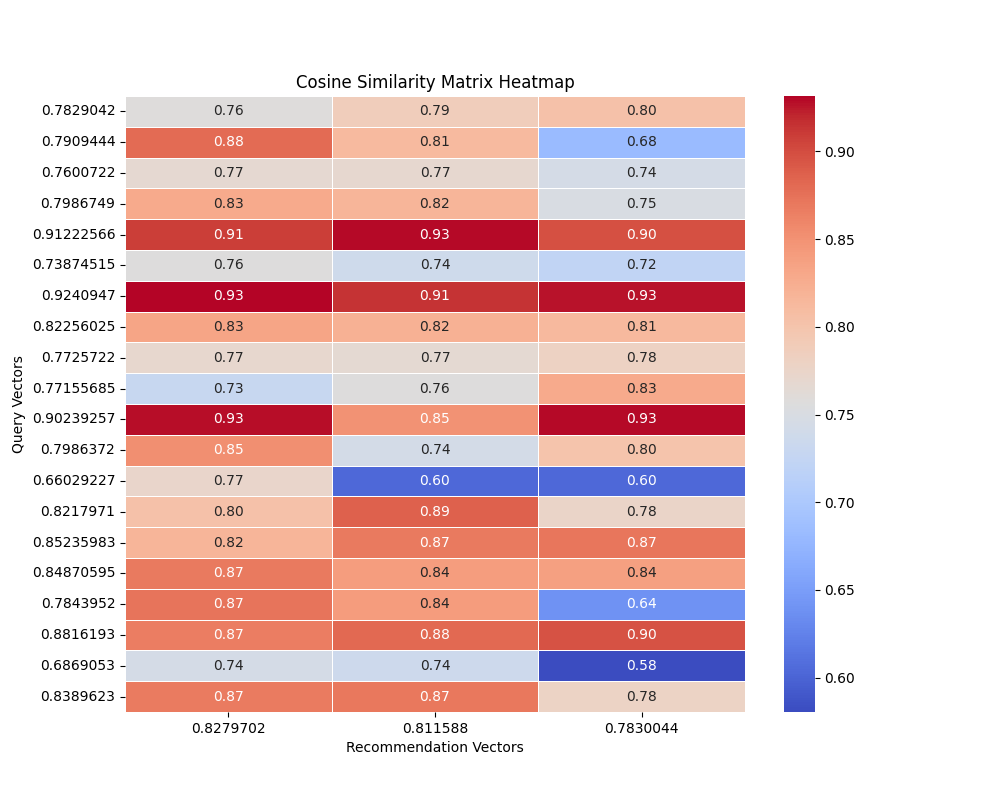 Cosine Similarity Matrix Heatmap
0.7829042 0.76 0.79 0.80
0.7909444 0.88 0.81 0.68
0.7600722 0.77 0.77 0.74
0.7986749 0.83 0.82 0.75
0.91222566 0.91 0.93 0.90
0.73874515 0.76 0.74 0.72
0.9240947 0.93 0.91 0.93
0.82256025 0.83 0.82 0.81
0.7725722 0.77 0.77 0.78
0.77155685 0.73 0.76 0.83
0.90239257 0.93 0.85 0.93
0.7986372 0.85 0.74 0.80
0.66029227 0.77 0.60 0.60
0.8217971 0.80 0.89 0.78
0.85235983 0.82 0.87 0.87
0.84870595 0.87 0.84 0.84
0.7843952 0.87 0.84 0.64
0.8816193 0.87 0.88 0.90
0.6869053 0.74 0.74 0.58
0.8389623 0.87 0.87 0.78
0.8279702 0.811588 0.7830044
Recommendation Vectors
Query Vectors
0.90
0.85
0.80
0.75
0.70
0.65
0.60